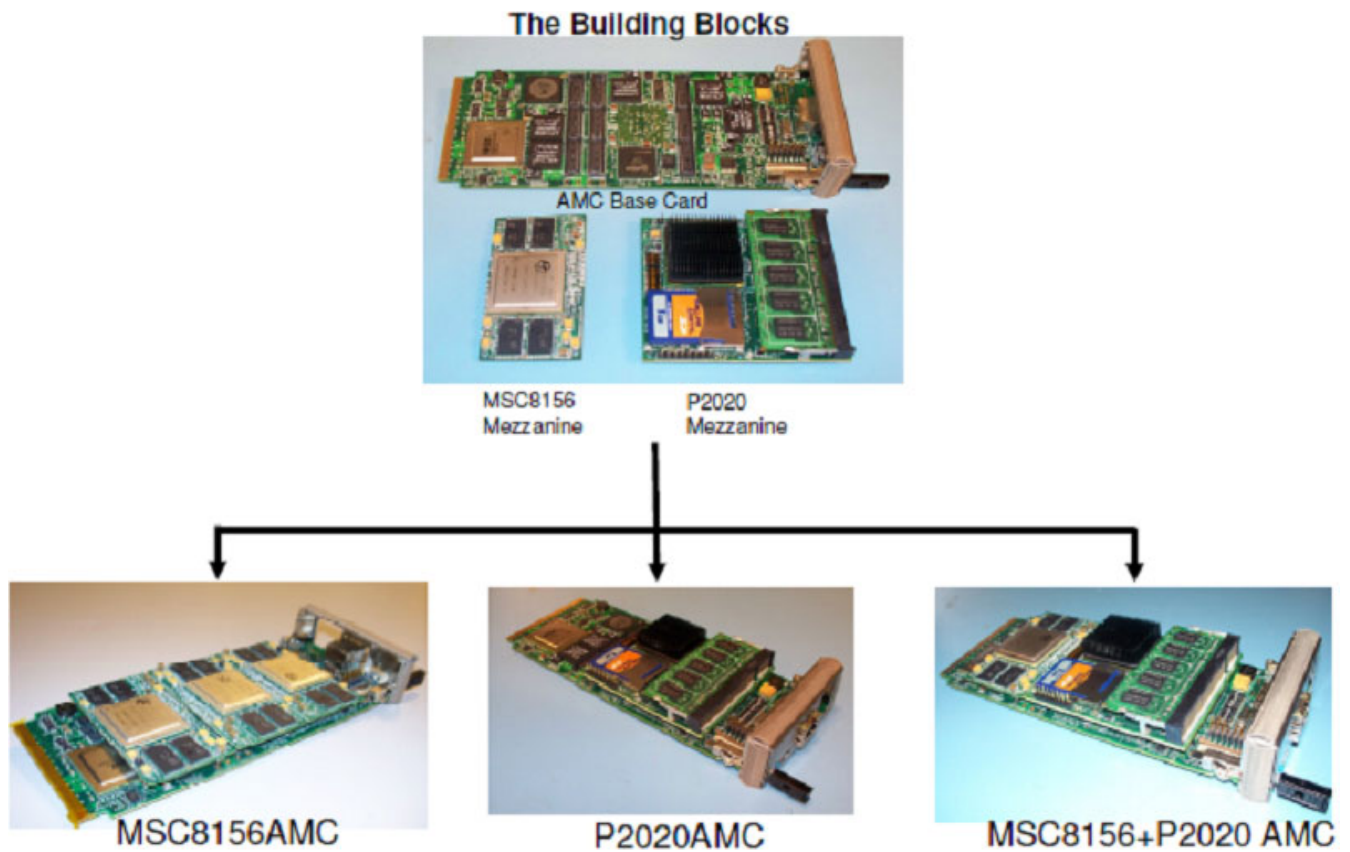 The Building Blocks
AMC Base Card
MSC8156
Mezzanine
P2020
Mezzanine
MSC8156AMC
P2020AMC
MSC8156+P2020 AMC